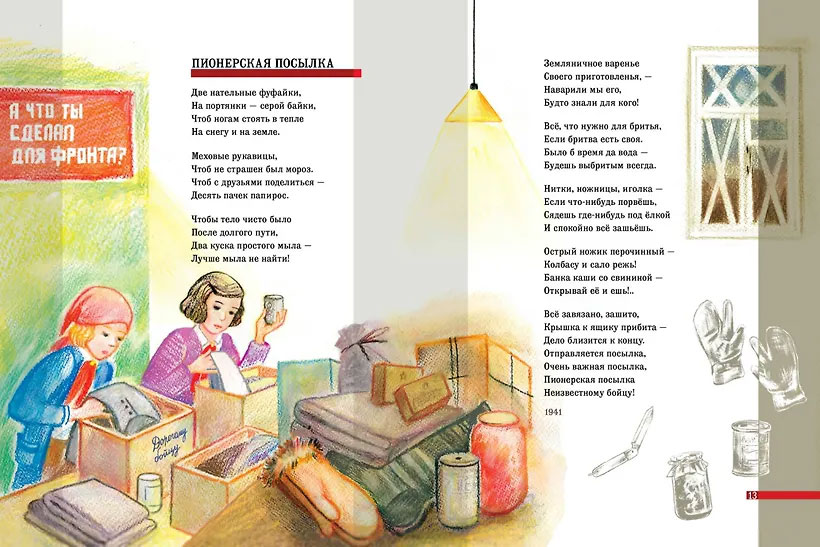 А ЧТО ТЫ
СДЕЛАЛ
ДЛЯ ФРОНТА?
ПИОНЕРСКАЯ ПОСЫЛКА
Две нательные фуфайки,
На портянки — серой байки,
Чтоб ногам стоять в тепле
На снегу и на земле.
Меховые рукавицы,
Чтоб не страшен был мороз.
Чтоб с друзьями поделиться —
Десять пачек папирос.
Чтобы тело чисто было
После долгого пути,
Два куска простого мыла —
Лучше мыла не найти!
Дорогому
бойцу
Земляничное варенье
Своего приготовленья, —
Наварили мы его,
Будто знали для кого!
Всё, что нужно для бритья,
Если бритва есть своя.
Было б время да вода —
Будешь выбритым всегда.
Нитки, ножницы, иголка —
Если что-нибудь порвёшь,
Сядешь где-нибудь под ёлкой
И спокойно всё зашьёшь.
Острый ножик перочинный —
Колбасу и сало режь!
Банка каши со свининой —
Открывай её и ешь!..
Всё завязано, зашито,
Крышка к ящику прибита —
Дело близится к концу.
Отправляется посылка,
Очень важная посылка,
Пионерская посылка
Неизвестному бойцу!
1941
13